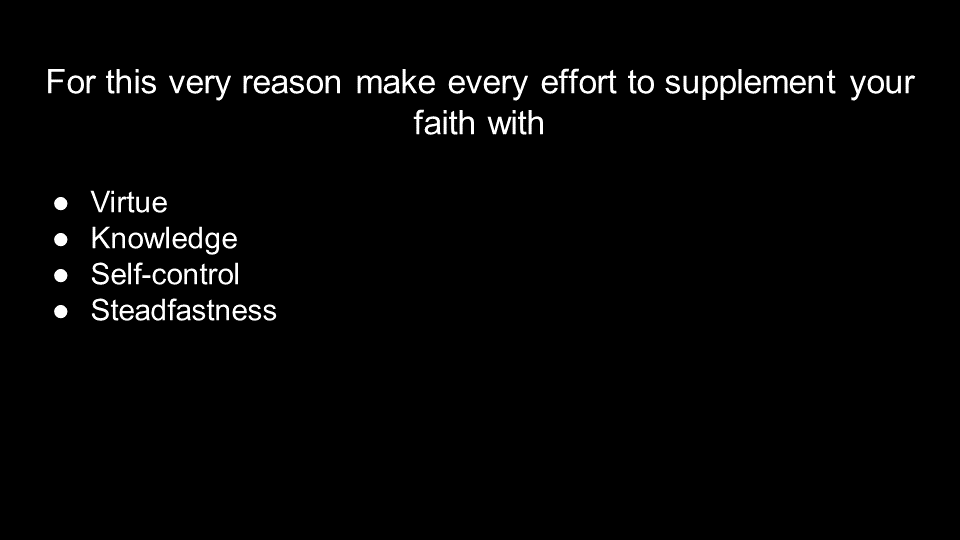 For this very reason make every effort to supplement your
faith with
● Virtue
● Knowledge
● Self-control
● Steadfastness